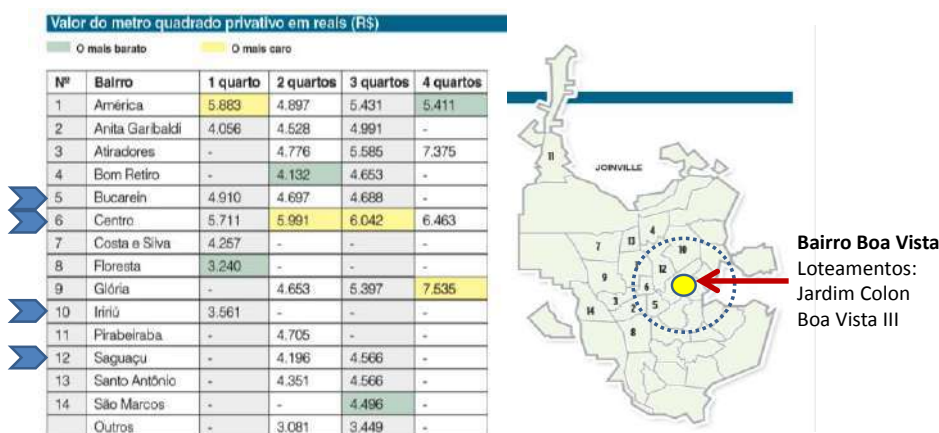 Valor do metro quadrado privativo em reais (R$)
O mais barato O mais caro
Nº Bairro 1 quarto 2 quartos 3 quartos 4 quartos
1 América 5.883 4.897 5.431 5.411
2 Anita Garibaldi 4.056 4.528 4.991 -
3 Atiradores - 4.776 5.585 7.375
4 Bom Retiro - 4.132 4.653 -
5 Bucarein 4.910 4.697 4.688 -
6 Centro 5.711 5.991 6.042 6.463
7 Costa e Silva 4.257 - - -
8 Floresta 3.240 - - -
9 Glória - 4.653 5.397 7.535
10 Iririú 3.561 - - -
11 Pirabeiraba - 4.705 - -
12 Saguaçu - 4.196 4.566 -
13 Santo Antônio - 4.351 4.566 -
14 São Marcos - - 4.496 -
Outros - 3.081 3.449 -
11
JOINVILLE
4
7 13 10
9 12
6
14 3 2 5
8
Bairro Boa Vista
Loteamentos:
Jardim Colon
Boa Vista III